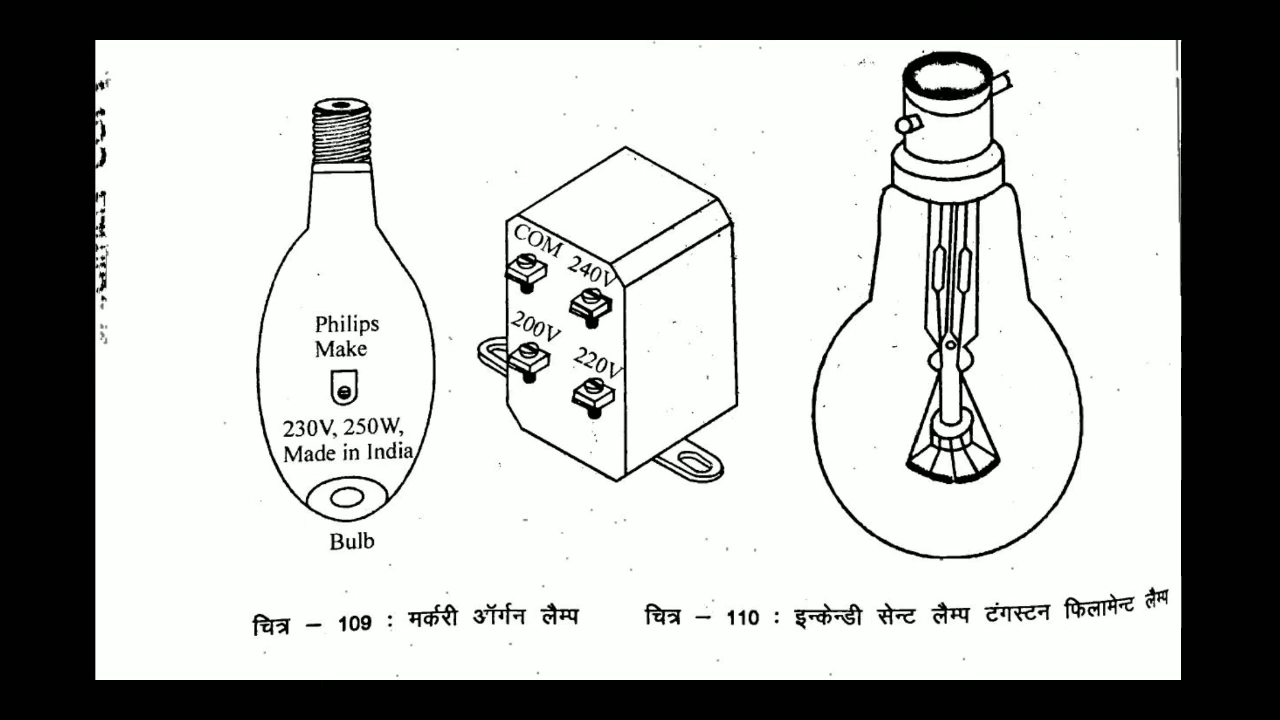 Philips
Make
230V, 250W,
Made in India
Bulb
COM
240V
200V
220V
चित्र – 109 : मर्करी ऑर्गन लैम्प
चित्र – 110 : इन्केन्डी सेन्ट लैम्प टंगस्टन फिलामेन्ट लैम्प